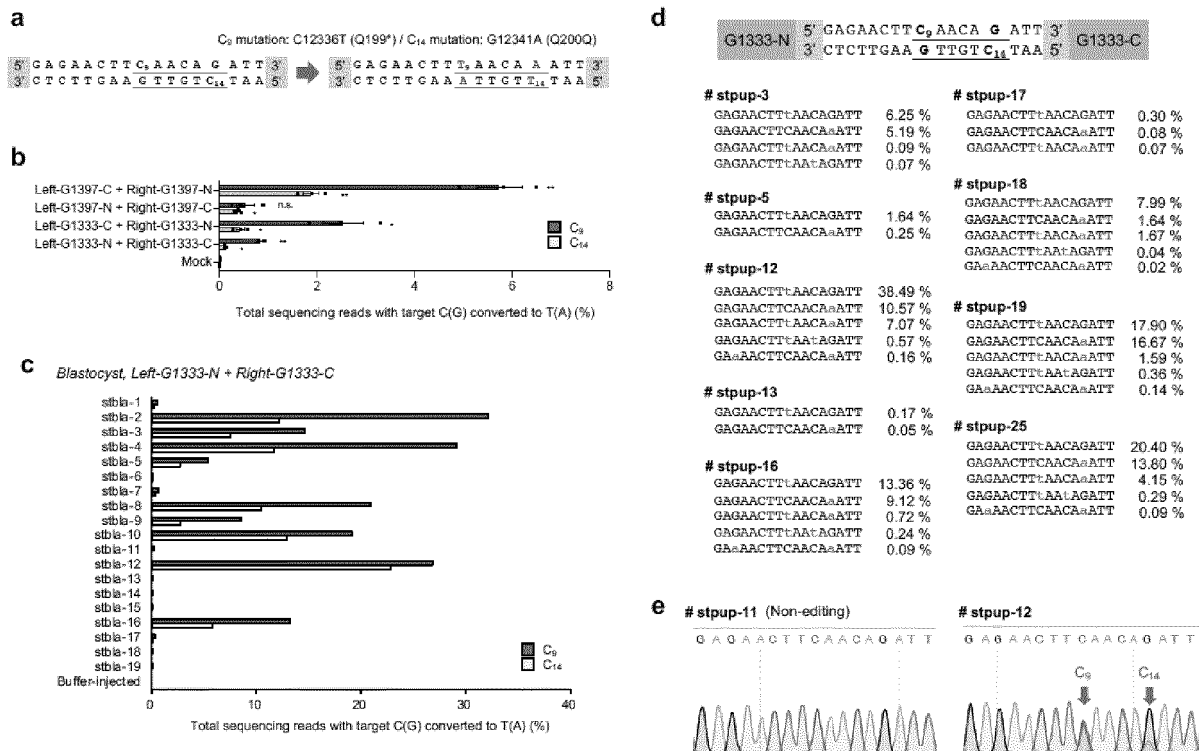 a
C9 mutation: C12336T (Q199*) / C14 mutation: G12341A (Q200Q)
5' G A G A A C T T C9 A A C A G A T T 3'
3' C T C T T G A A G T T G T C14 T A A 5'
5' G A G A A C T T T9 A A C A A A T T 3'
3' C T C T T G A A A T T G T T14 T A A 5'
b
Left-G1397-C + Right-G1397-N
Left-G1397-N + Right-G1397-C
Left-G1333-C + Right-G1333-N
Left-G1333-N + Right-G1333-C
Mock
**
**
n.s.
*
*
*
**
*
C9
C14
0 2 4 6 8
Total sequencing reads with target C(G) converted to T(A) (%)
c
Blastocyst, Left-G1333-N + Right-G1333-C
stbla-1
stbla-2
stbla-3
stbla-4
stbla-5
stbla-6
stbla-7
stbla-8
stbla-9
stbla-10
stbla-11
stbla-12
stbla-13
stbla-14
stbla-15
stbla-16
stbla-17
stbla-18
stbla-19
Buffer-injected
C9
C14
0 10 20 30 40
Total sequencing reads with target C(G) converted to T(A) (%)
d
G1333-N
5' G A G A A C T T C9 A A C A G A T T 3'
3' C T C T T G A A G T T G T C14 T A A 5'
G1333-C
# stpup-3
GAGAACTTtAACAGATT 6.25 %
GAGAACTTCAACAaATT 5.19 %
GAGAACTTtAACAaATT 0.09 %
GAGAACTTtAAtAGATT 0.07 %
# stpup-5
GAGAACTTtAACAGATT 1.64 %
GAGAACTTCAACAaATT 0.25 %
# stpup-12
GAGAACTTtAACAGATT 38.49 %
GAGAACTTCAACAaATT 10.57 %
GAGAACTTtAACAaATT 7.07 %
GAGAACTTtAAtAGATT 0.57 %
GAaAACTTCAACAaATT 0.16 %
# stpup-13
GAGAACTTtAACAGATT 0.17 %
GAGAACTTCAACAaATT 0.05 %
# stpup-16
GAGAACTTtAACAGATT 13.36 %
GAGAACTTCAACAaATT 9.12 %
GAGAACTTtAACAaATT 0.72 %
GAGAACTTtAAtAGATT 0.24 %
GAaAACTTCAACAaATT 0.09 %
# stpup-17
GAGAACTTtAACAGATT 0.30 %
GAGAACTTCAACAaATT 0.08 %
GAGAACTTtAACAaATT 0.07 %
# stpup-18
GAGAACTTtAACAGATT 7.99 %
GAGAACTTCAACAaATT 1.64 %
GAGAACTTtAACAaATT 1.67 %
GAGAACTTtAAtAGATT 0.04 %
GAaAACTTCAACAaATT 0.02 %
# stpup-19
GAGAACTTtAACAGATT 17.90 %
GAGAACTTCAACAaATT 16.67 %
GAGAACTTtAACAaATT 1.59 %
GAGAACTTtAAtAGATT 0.36 %
GAaAACTTCAACAaATT 0.14 %
# stpup-25
GAGAACTTtAACAGATT 20.40 %
GAGAACTTCAACAaATT 13.80 %
GAGAACTTtAACAaATT 4.15 %
GAGAACTTtAAtAGATT 0.29 %
GAaAACTTCAACAaATT 0.09 %
e
# stpup-11 (Non-editing)
G A G A A C T T C A A C A G A T T
# stpup-12
G A G A A C T T C A A C A G A T T
C9
C14